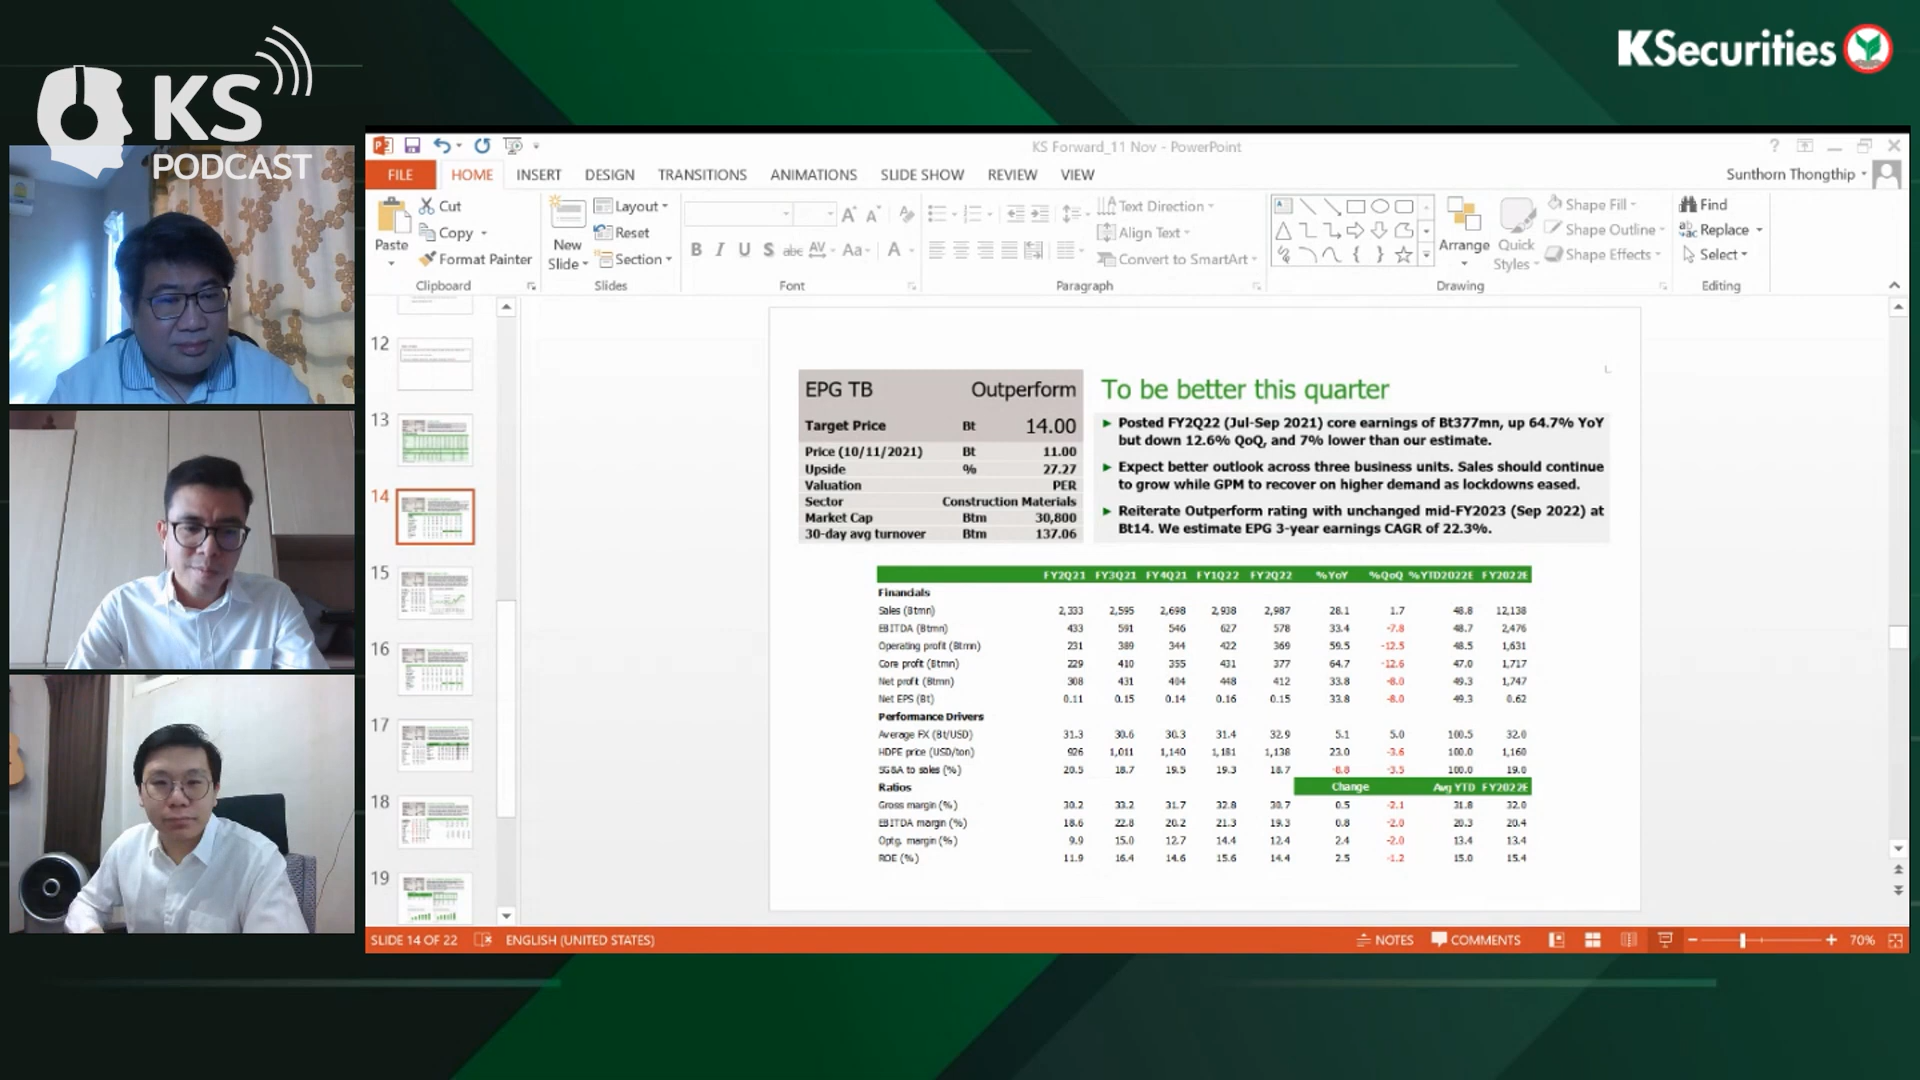 KS
PODCAST
KSecurities
KS Forward_11 Nov - PowerPoint
FILE HOME INSERT DESIGN TRANSITIONS ANIMATIONS SLIDE SHOW REVIEW VIEW
Sunthorn Thongthip
Paste
Cut
Copy
Format Painter
Clipboard
New
Slide
Layout
Reset
Section
Slides
Font
Text Direction
Align Text
Convert to SmartArt
Paragraph
Arrange
Quick
Styles
Shape Fill
Shape Outline
Shape Effects
Drawing
Find
Replace
Select
Editing
12
13
14
15
16
17
18
19
EPG TB Outperform
Target Price Bt 14.00
Price (10/11/2021) Bt 11.00
Upside % 27.27
Valuation PER
Sector Construction Materials
Market Cap Btm 30,800
30-day avg turnover Btm 137.06
To be better this quarter
Posted FY2Q22 (Jul-Sep 2021) core earnings of Bt377mn, up 64.7% YoY
but down 12.6% QoQ, and 7% lower than our estimate.
Expect better outlook across three business units. Sales should continue
to grow while GPM to recover on higher demand as lockdowns eased.
Reiterate Outperform rating with unchanged mid-FY2023 (Sep 2022) at
Bt14. We estimate EPG 3-year earnings CAGR of 22.3%.
FY2Q21 FY3Q21 FY4Q21 FY1Q22 FY2Q22 %YoY %QoQ %YTD2022E FY2022E
Financials
Sales (Btmn) 2,333 2,595 2,698 2,938 2,987 28.1 1.7 48.8 12,138
EBITDA (Btmn) 433 591 546 627 578 33.4 -7.8 48.7 2,476
Operating profit (Btmn) 231 389 344 422 369 59.5 -12.5 48.5 1,631
Core profit (Btmn) 229 410 355 431 377 64.7 -12.6 47.0 1,717
Net profit (Btmn) 308 431 404 448 412 33.8 -8.0 49.3 1,747
Net EPS (Bt) 0.11 0.15 0.14 0.16 0.15 33.8 -8.0 49.3 0.62
Performance Drivers
Average FX (Bt/USD) 31.3 30.6 30.3 31.4 32.9 5.1 5.0 100.5 32.0
HDPE price (USD/ton) 926 1,011 1,140 1,181 1,138 23.0 -3.6 100.0 1,160
SG&A to sales (%) 20.5 18.7 19.5 19.3 18.7 -8.8 -3.5 100.0 19.0
Ratios Change Avg YTD FY2022E
Gross margin (%) 30.2 33.2 31.7 32.8 30.7 0.5 -2.1 31.8 32.0
EBITDA margin (%) 18.6 22.8 20.2 21.3 19.3 0.8 -2.0 20.3 20.4
Optg. margin (%) 9.9 15.0 12.7 14.4 12.4 2.4 -2.0 13.4 13.4
ROE (%) 11.9 16.4 14.6 15.6 14.4 2.5 -1.2 15.0 15.4
SLIDE 14 OF 22 ENGLISH (UNITED STATES) NOTES COMMENTS 70%